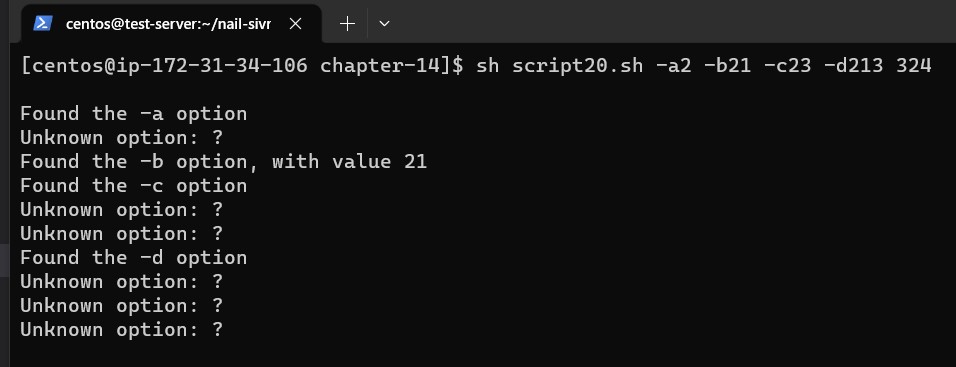 centos@test-server:~/nail-sivr
[centos@ip-172-31-34-106 chapter-14]$ sh script20.sh -a2 -b21 -c23 -d213 324
Found the -a option
Unknown option: ?
Found the -b option, with value 21
Found the -c option
Unknown option: ?
Unknown option: ?
Found the -d option
Unknown option: ?
Unknown option: ?
Unknown option: ?